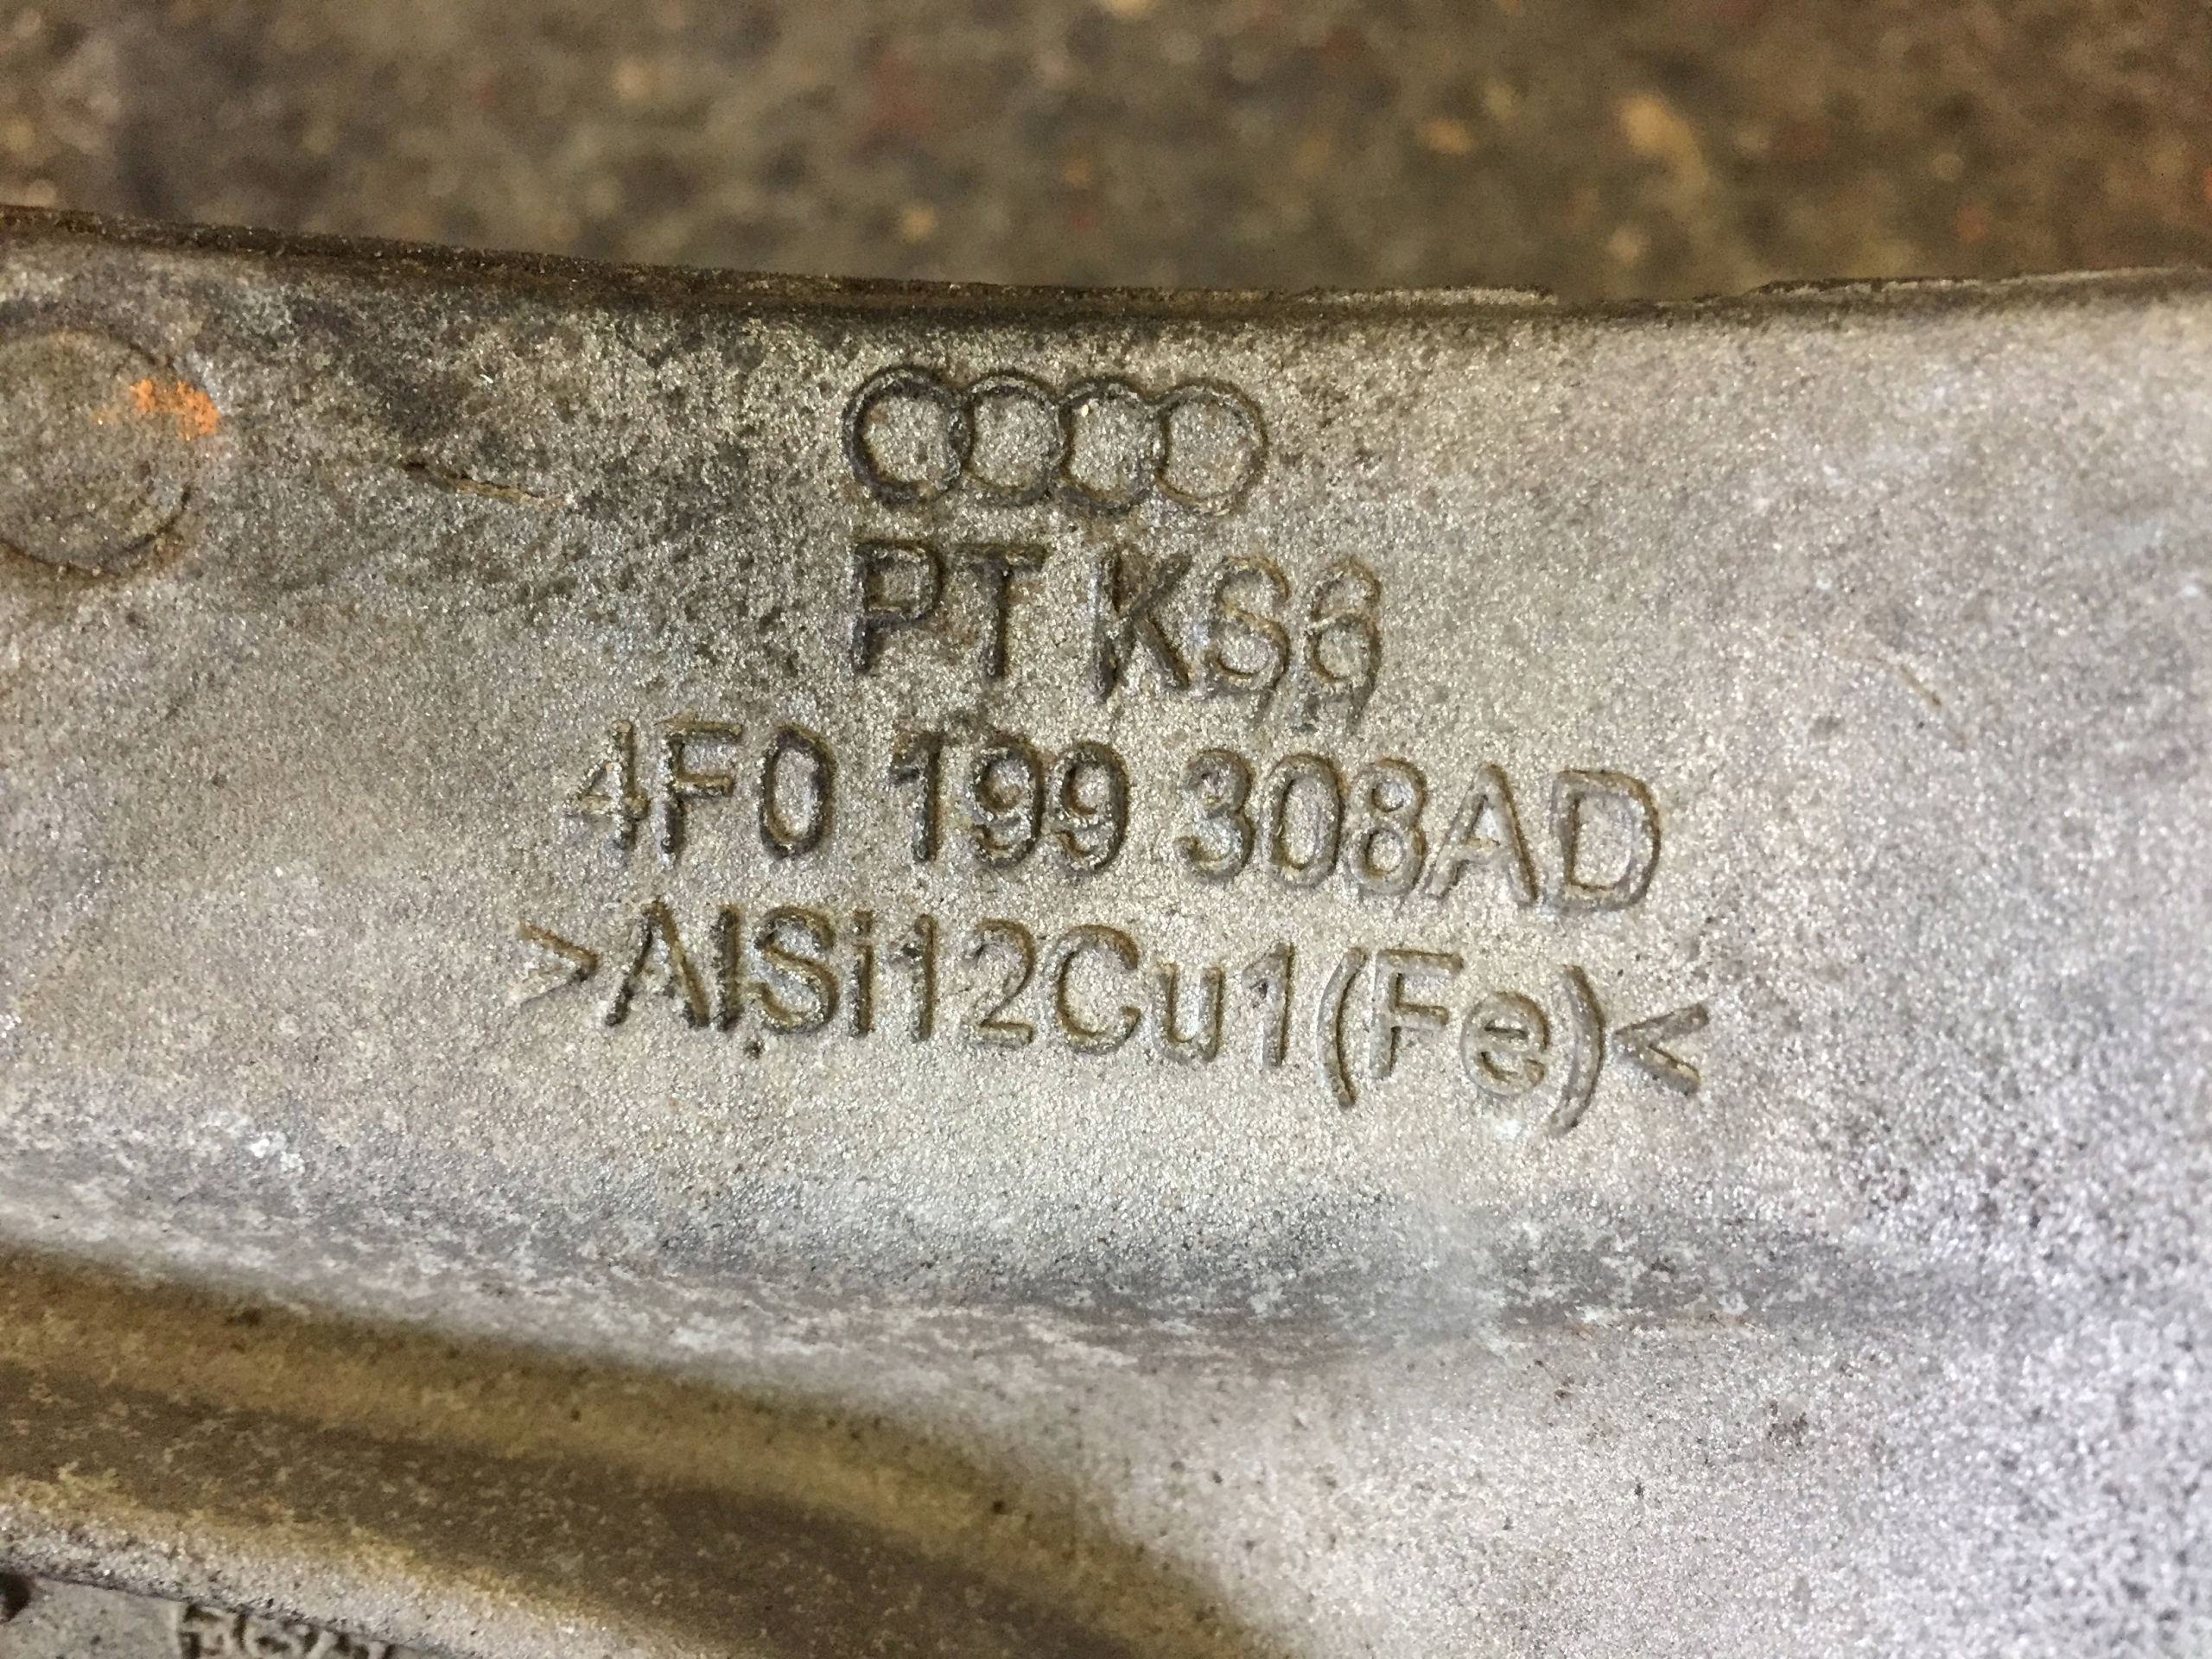 PT KS6
4F0 199 308AD
>AlSi12Cu1(Fe)<